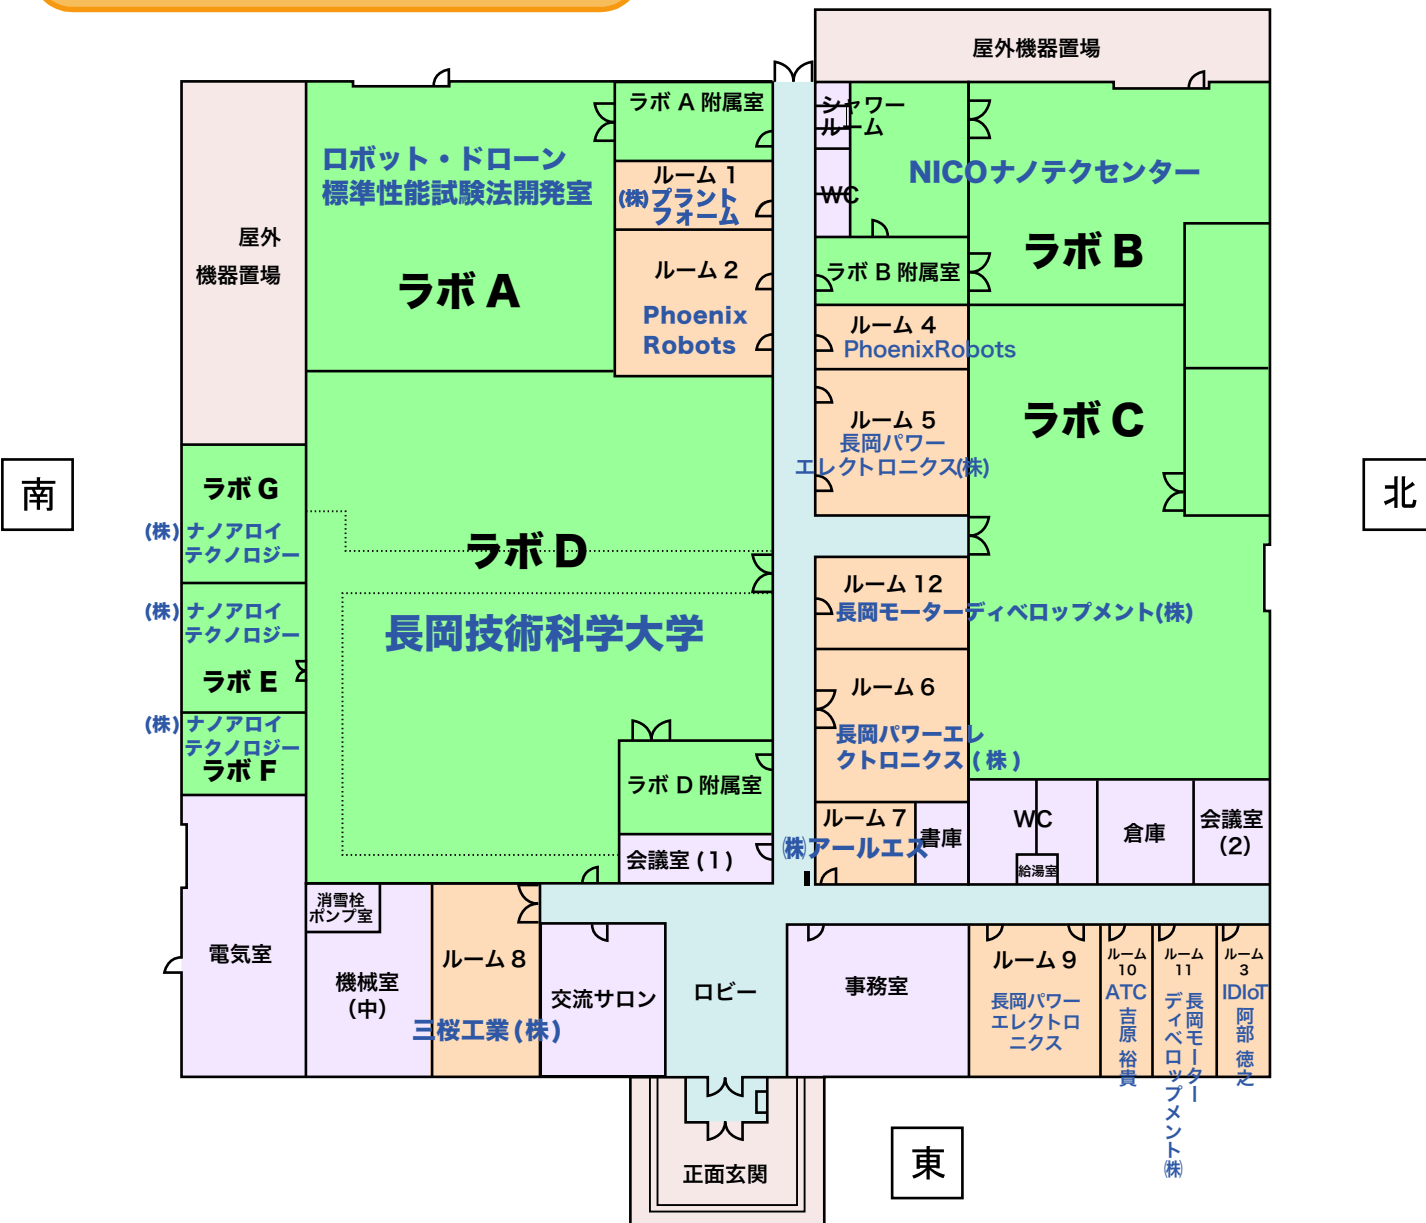 屋外機器置場
ラボ A 附属室
シャワー
ルーム
ロボット・ドローン
標準性能試験法開発室
ルーム 1
(株)プラント
フォーム
WC
NICOナノテクセンター
屋外
機器置場
ラボ A
ルーム 2
Phoenix
Robots
ラボ B 附属室
ラボ B
ルーム 4
PhoenixRobots
ラボ C
ルーム 5
長岡パワー
エレクトロニクス(株)
南
北
ラボ G
(株) ナノアロイ
テクノロジー
ラボ D
長岡技術科学大学
(株) ナノアロイ
テクノロジー
ラボ E
(株) ナノアロイ
テクノロジー
ラボ F
ルーム 12
長岡モーターディベロップメント(株)
ルーム 6
長岡パワーエレ
クトロニクス ( 株 )
ラボ D 附属室
会議室 (1)
ルーム 7
㈱アールエス
書庫
WC
給湯室
倉庫
会議室
(2)
消雪栓
ポンプ室
電気室
機械室
(中)
ルーム 8
三桜工業 (株)
交流サロン
ロビー
事務室
ルーム 9
長岡パワー
エレクトロ
ニクス
ルーム
10
ATC
吉原 裕貴
ルーム
11
長岡モーター
ディベロップメント㈱
ルーム
3
IDIoT
阿部 徳之
正面玄関
東